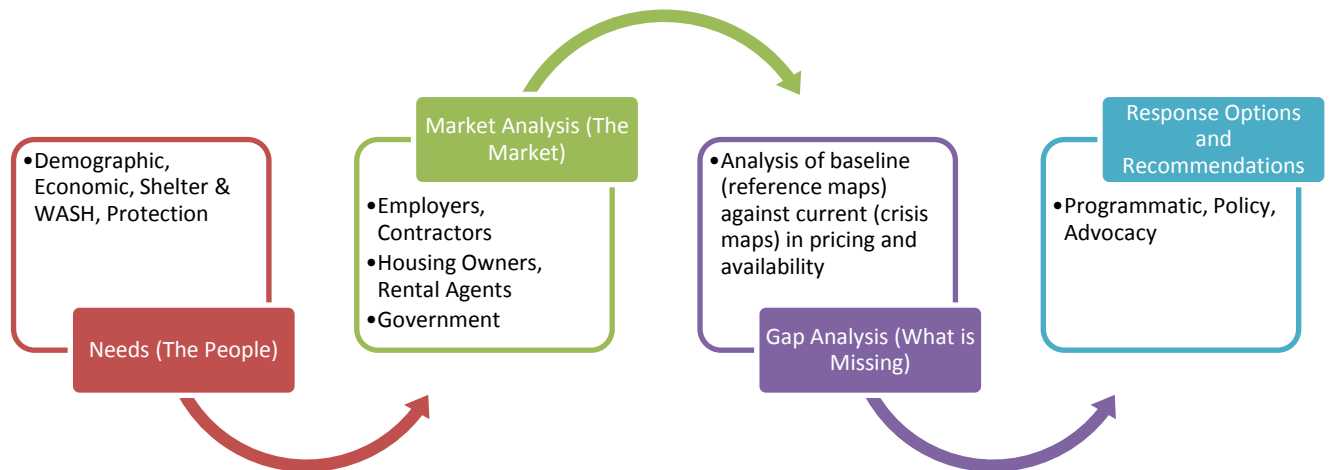 •Demographic,
Economic, Shelter &
WASH, Protection
Needs (The People)
Market Analysis (The
Market)
•Employers,
Contractors
•Housing Owners,
Rental Agents
•Government
•Analysis of baseline
(reference maps)
against current (crisis
maps) in pricing and
availability
Gap Analysis (What is
Missing)
Response Options
and
Recommendations
•Programmatic, Policy,
Advocacy